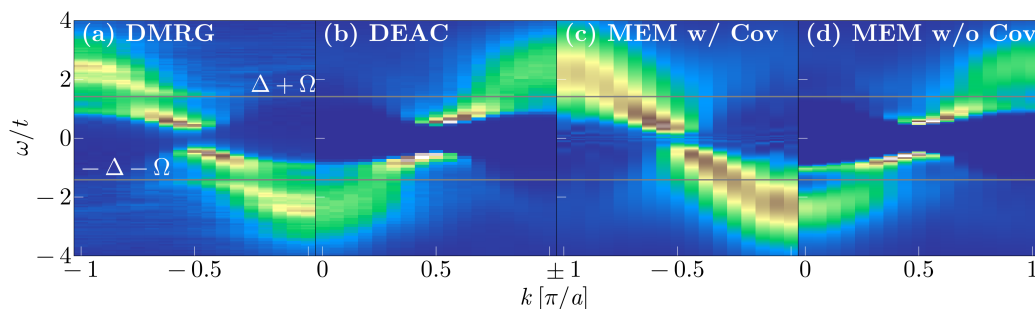 (a) DMRG (b) DEAC (c) MEM w/ Cov (d) MEM w/o Cov
4
2
0
−2
−4
ω/t
Δ + Ω
−Δ − Ω
−1 −0.5 0 0.5 ±1 −0.5 0 0.5 1
k [π/a]